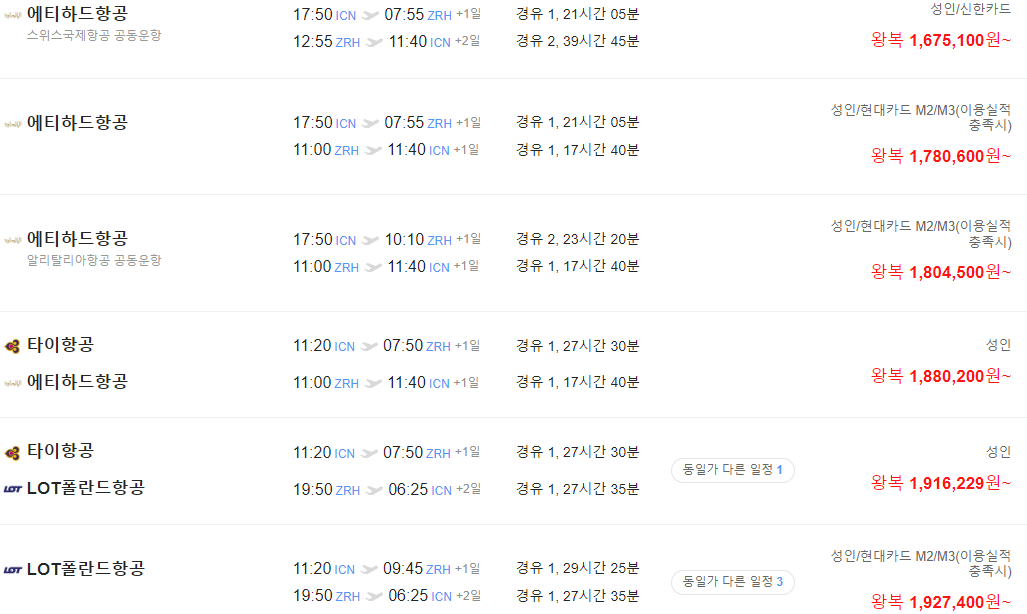 에티하드항공 17:50 ICN 07:55 ZRH +1일 경유 1, 21시간 05분 성인/신한카드
스위스국제항공 공동운항 12:55 ZRH 11:40 ICN +2일 경유 2, 39시간 45분 왕복 1,675,100원~
에티하드항공 17:50 ICN 07:55 ZRH +1일 경유 1, 21시간 05분 성인/현대카드 M2/M3(이용실적
충족시)
11:00 ZRH 11:40 ICN +1일 경유 1, 17시간 40분 왕복 1,780,600원~
에티하드항공 17:50 ICN 10:10 ZRH +1일 경유 2, 23시간 20분 성인/현대카드 M2/M3(이용실적
충족시)
알리탈리아항공 공동운항 11:00 ZRH 11:40 ICN +1일 경유 1, 17시간 40분 왕복 1,804,500원~
타이항공 11:20 ICN 07:50 ZRH +1일 경유 1, 27시간 30분 성인
에티하드항공 11:00 ZRH 11:40 ICN +1일 경유 1, 17시간 40분 왕복 1,880,200원~
타이항공 11:20 ICN 07:50 ZRH +1일 경유 1, 27시간 30분 동일가 다른 일정 1 성인
LOT LOT폴란드항공 19:50 ZRH 06:25 ICN +2일 경유 1, 27시간 35분 왕복 1,916,229원~
LOT LOT폴란드항공 11:20 ICN 09:45 ZRH +1일 경유 1, 29시간 25분 동일가 다른 일정 3 성인/현대카드 M2/M3(이용실적
충족시)
19:50 ZRH 06:25 ICN +2일 경유 1, 27시간 35분 왕복 1,927,400원~